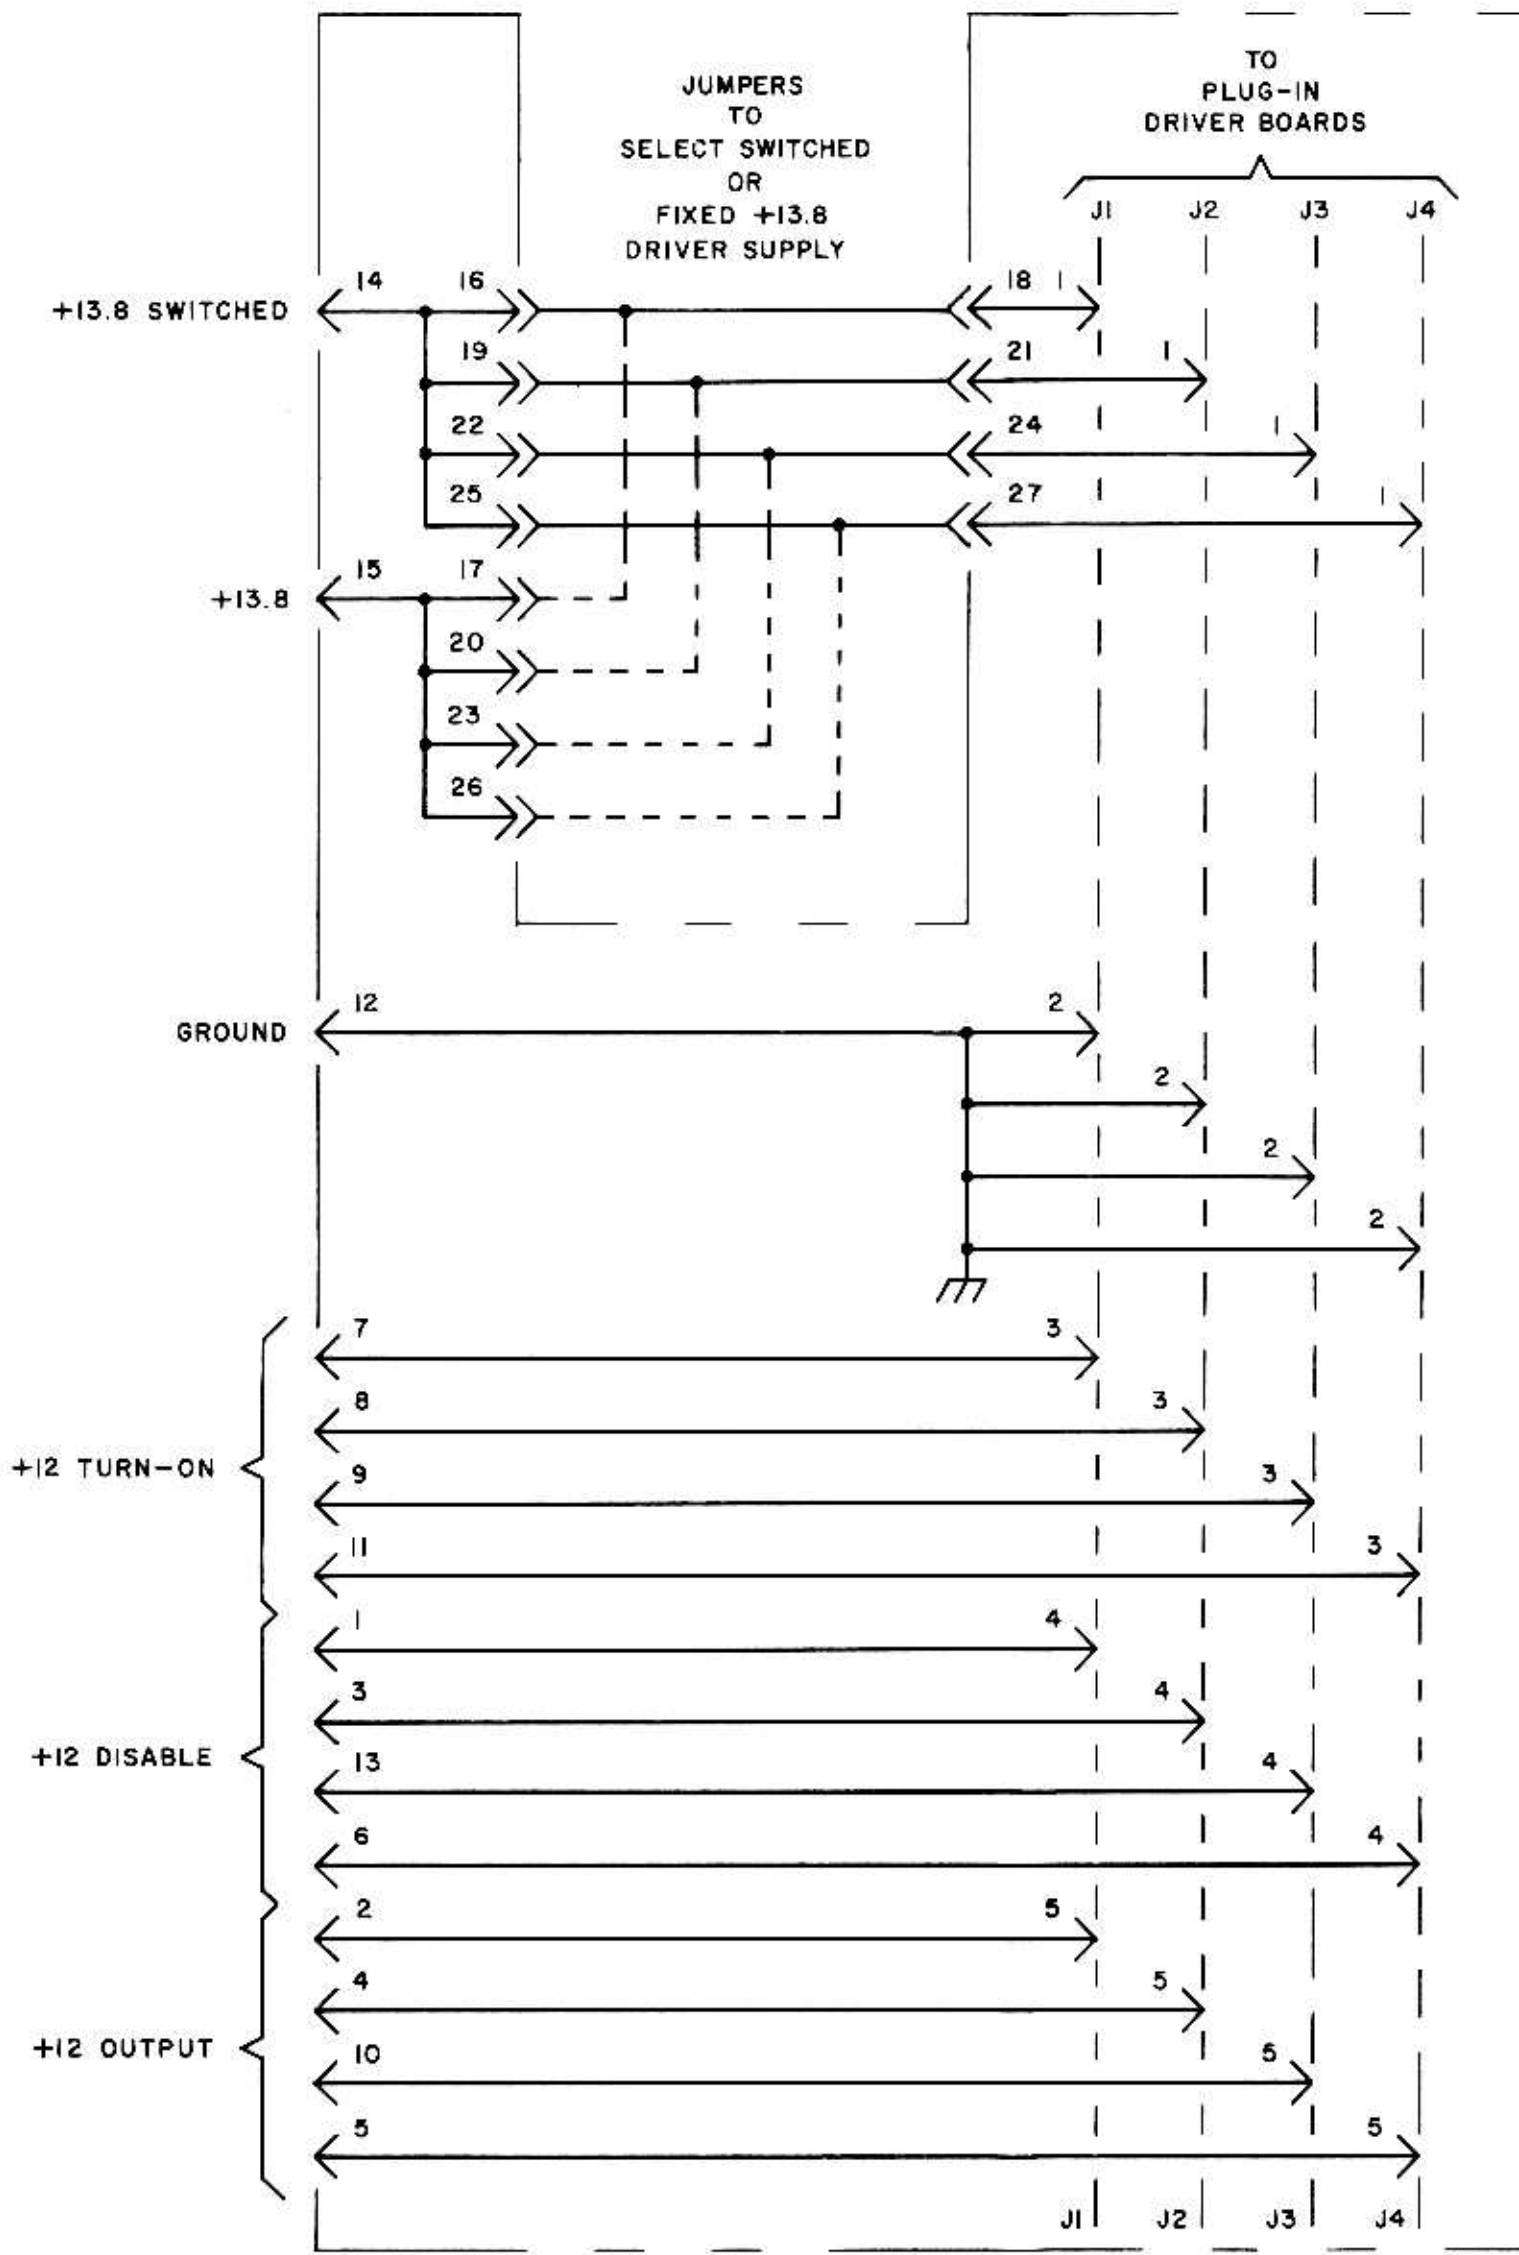 JUMPERS
TO
SELECT SWITCHED
OR
FIXED +13.8
DRIVER SUPPLY
TO
PLUG-IN
DRIVER BOARDS
J1 J2 J3 J4
+13.8 SWITCHED 14 16 18 1
19 21 1
22 24 1
25 27 1
+13.8 15 17
20
23
26
GROUND 12 2
2
2
2
7 3
8 3
+12 TURN-ON
9 3
11 3
1 4
3 4
+12 DISABLE
13 4
6 4
2 5
4 5
+12 OUTPUT
10 5
5 5
J1 J2 J3 J4